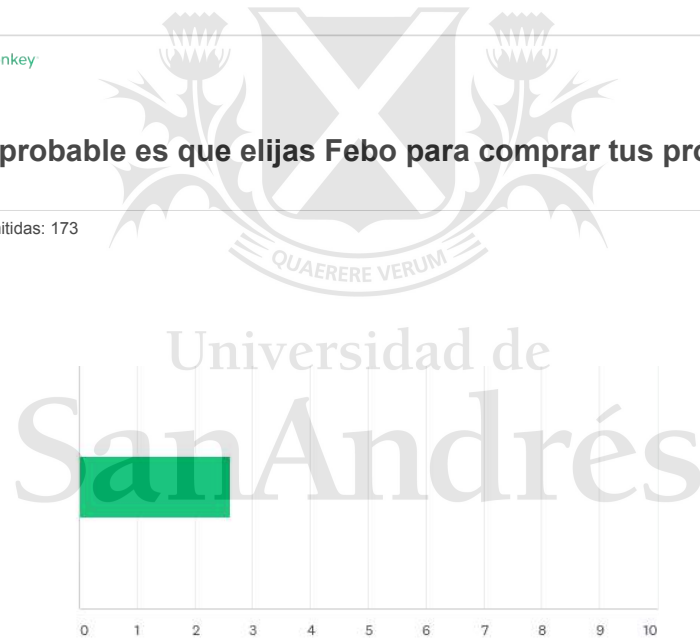 nkey
probable es que elijas Febo para comprar tus pro
itidas: 173
QUAERERE VERUM
Universidad de
SanAndrés
0 1 2 3 4 5 6 7 8 9 10